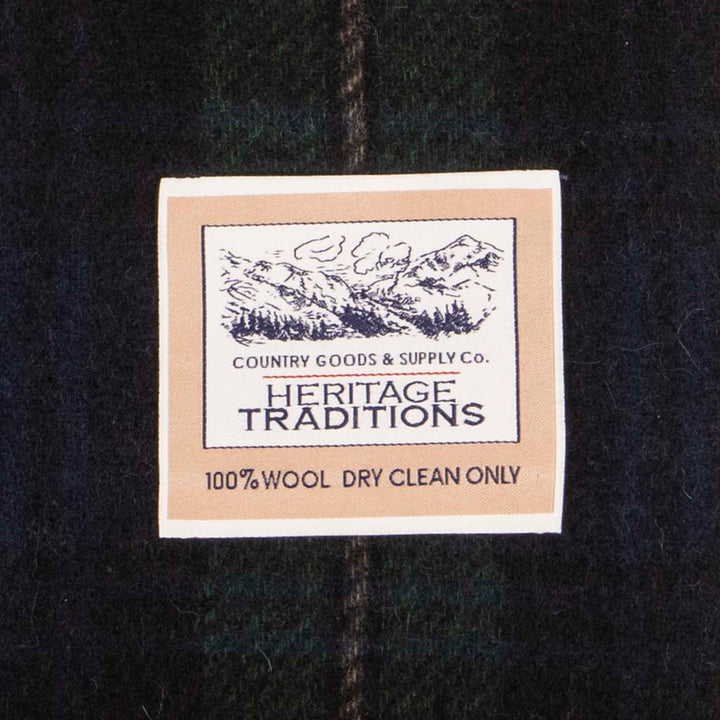 COUNTRY GOODS & SUPPLY Co.
HERITAGE
TRADITIONS
100% WOOL DRY CLEAN ONLY